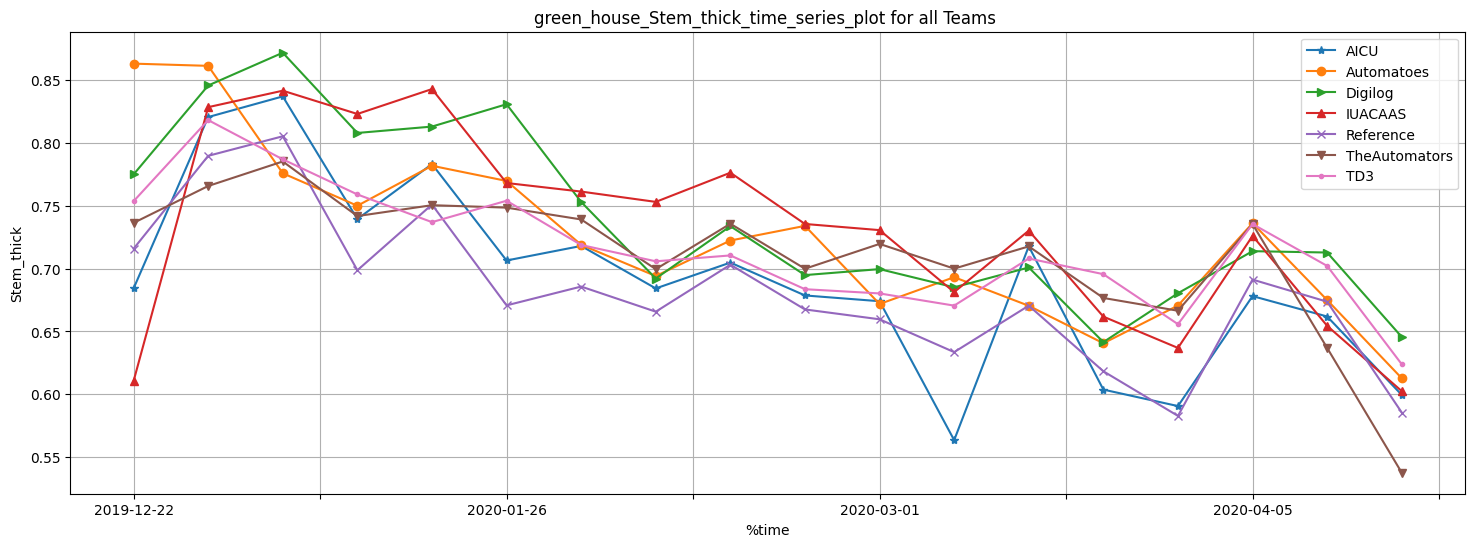 green_house_Stem_thick_time_series_plot for all Teams
Stem_thick
0.85
0.80
0.75
0.70
0.65
0.60
0.55
2019-12-22
2020-01-26
2020-03-01
2020-04-05
%time
AICU
Automatoes
Digilog
IUACAAS
Reference
TheAutomators
TD3